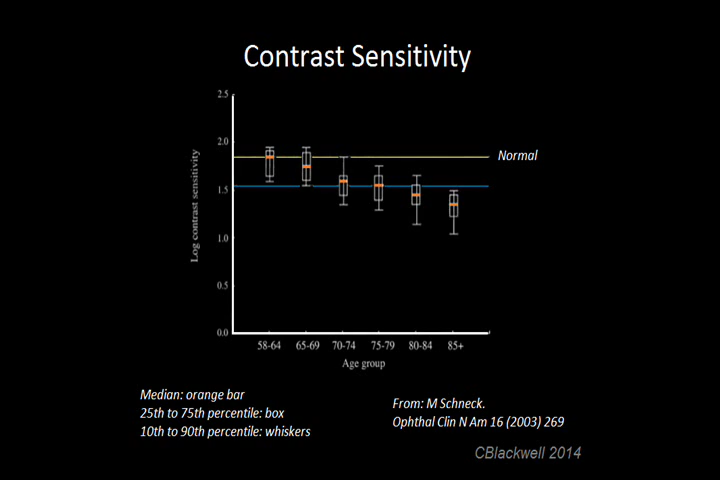 Contrast Sensitivity
2.5
2.0
1.5
1.0
0.5
0.0
Log contrast sensitivity
Normal
58-64 65-69 70-74 75-79 80-84 85+
Age group
Median: orange bar
25th to 75th percentile: box
10th to 90th percentile: whiskers
From: M Schneck.
Ophthal Clin N Am 16 (2003) 269
CBlackwell 2014